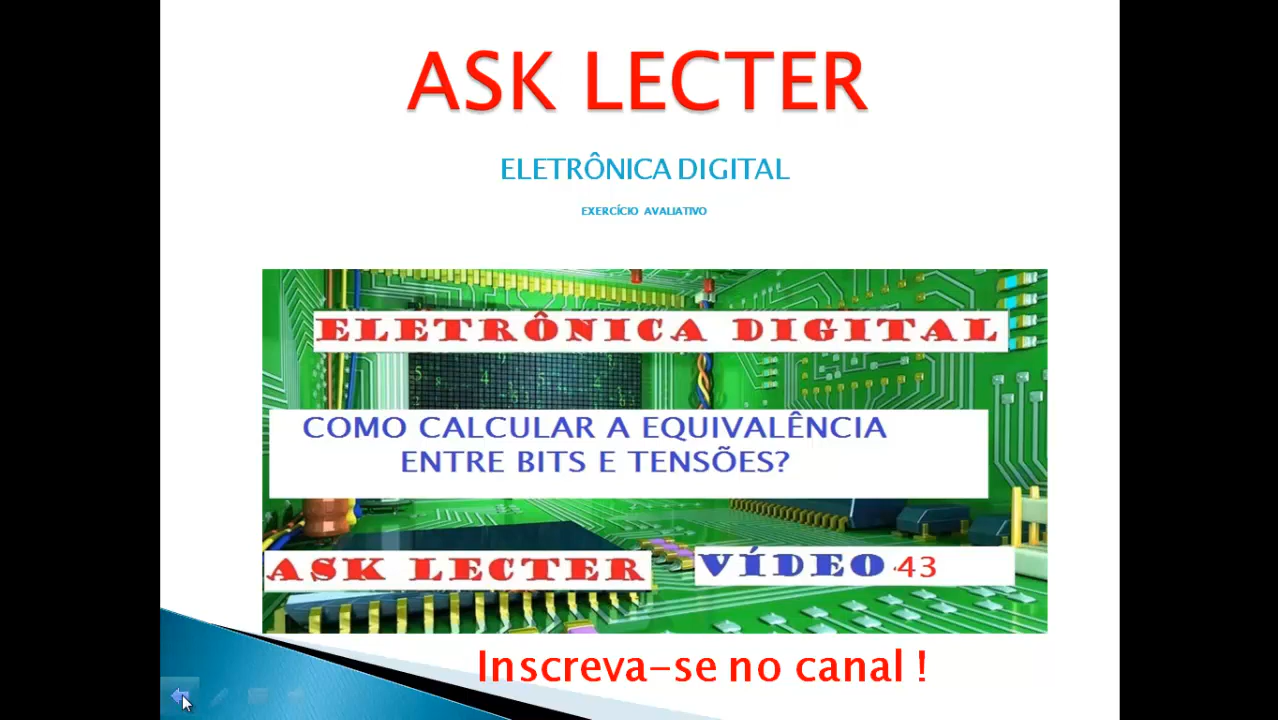 ASK LECTER
ELETRÔNICA DIGITAL
EXERCÍCIO AVALIATIVO
ELETRÔNICA DIGITAL
COMO CALCULAR A EQUIVALÊNCIA
ENTRE BITS E TENSÕES?
ASK LECTER
VÍDEO 43
Inscreva-se no canal !